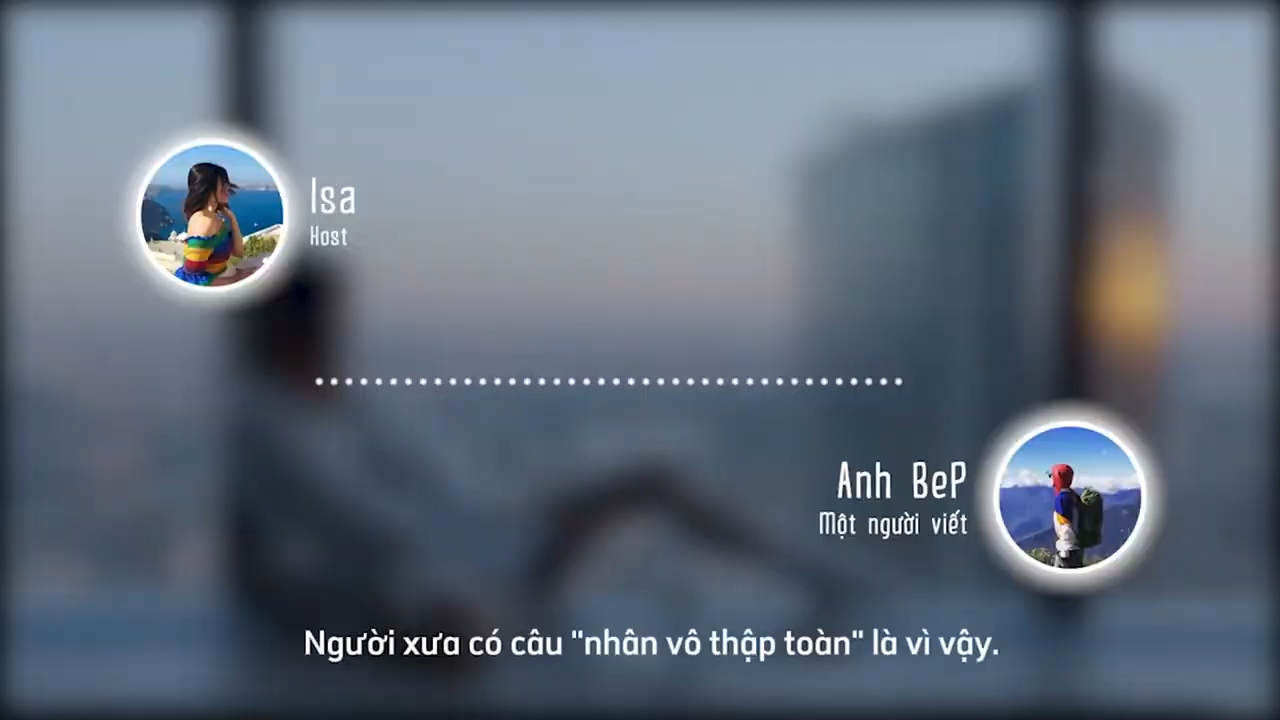 Isa
Host
Anh BeP
Một người viết
Người xưa có câu "nhân vô thập toàn" là vì vậy.